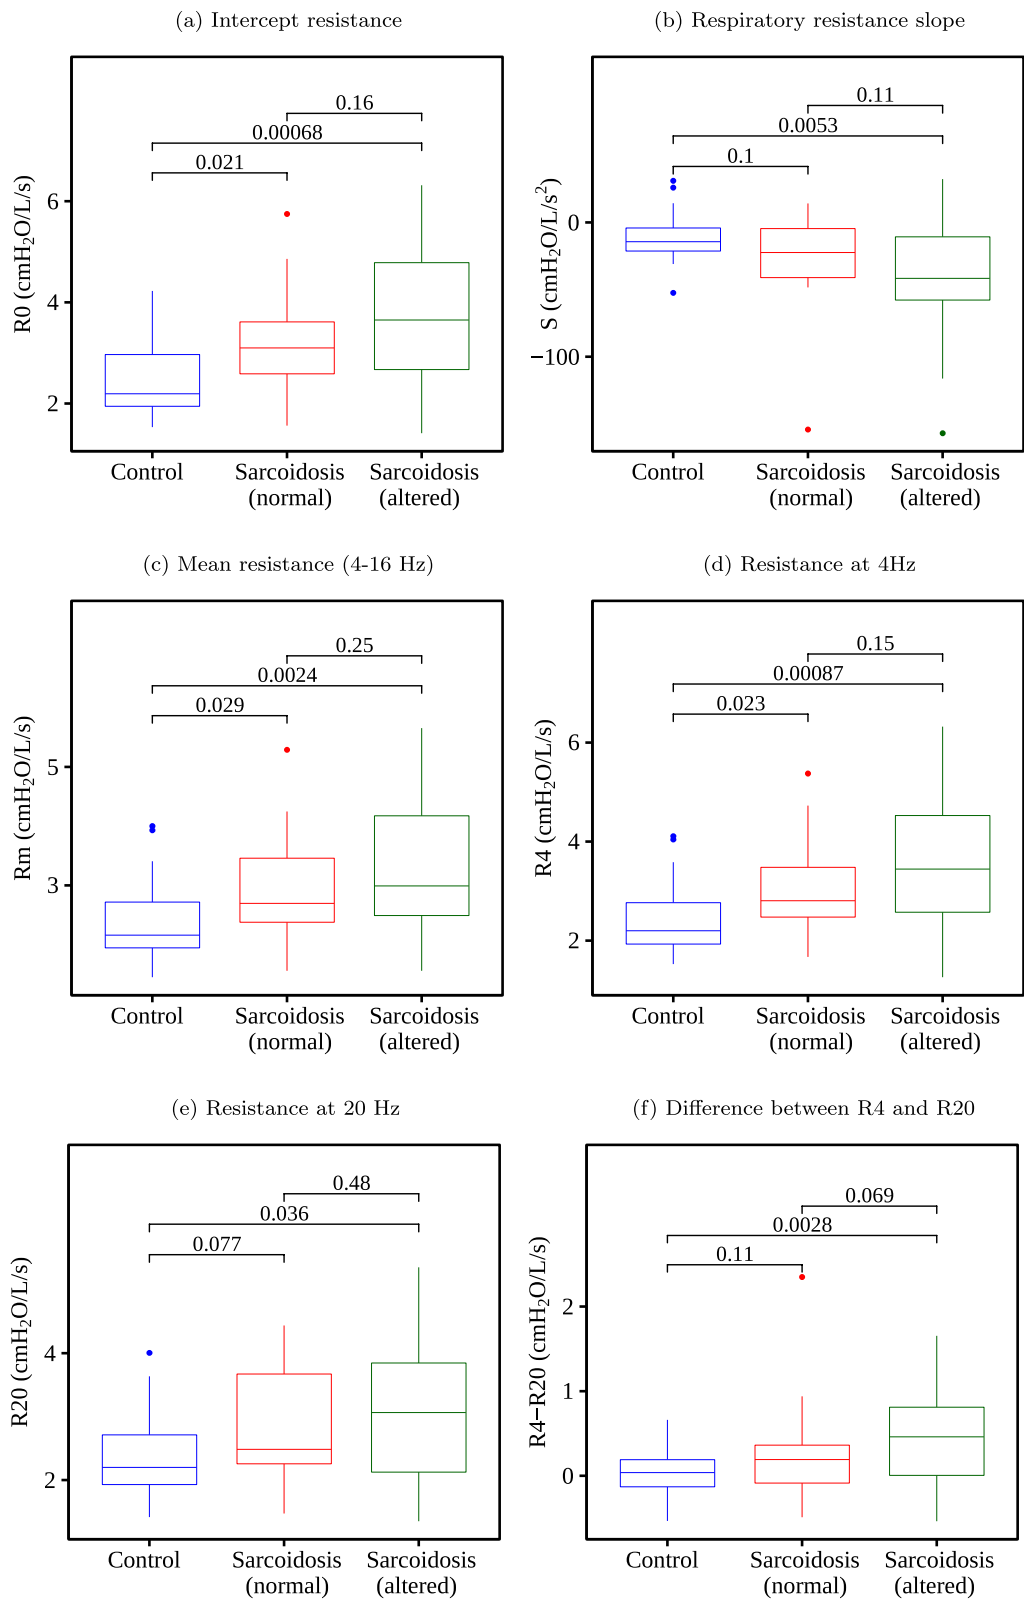 (a) Intercept resistance
0.16
0.00068
0.021
R0 (cmH₂O/L/s)
6
4
2
Control
Sarcoidosis
(normal)
Sarcoidosis
(altered)
(b) Respiratory resistance slope
0.11
0.0053
0.1
S (cmH₂O/L/s²)
0
−100
Control
Sarcoidosis
(normal)
Sarcoidosis
(altered)
(c) Mean resistance (4-16 Hz)
0.25
0.0024
0.029
Rm (cmH₂O/L/s)
5
3
Control
Sarcoidosis
(normal)
Sarcoidosis
(altered)
(d) Resistance at 4Hz
0.15
0.00087
0.023
R4 (cmH₂O/L/s)
6
4
2
Control
Sarcoidosis
(normal)
Sarcoidosis
(altered)
(e) Resistance at 20 Hz
0.48
0.036
0.077
R20 (cmH₂O/L/s)
4
2
Control
Sarcoidosis
(normal)
Sarcoidosis
(altered)
(f) Difference between R4 and R20
0.069
0.0028
0.11
R4−R20 (cmH₂O/L/s)
2
1
0
Control
Sarcoidosis
(normal)
Sarcoidosis
(altered)